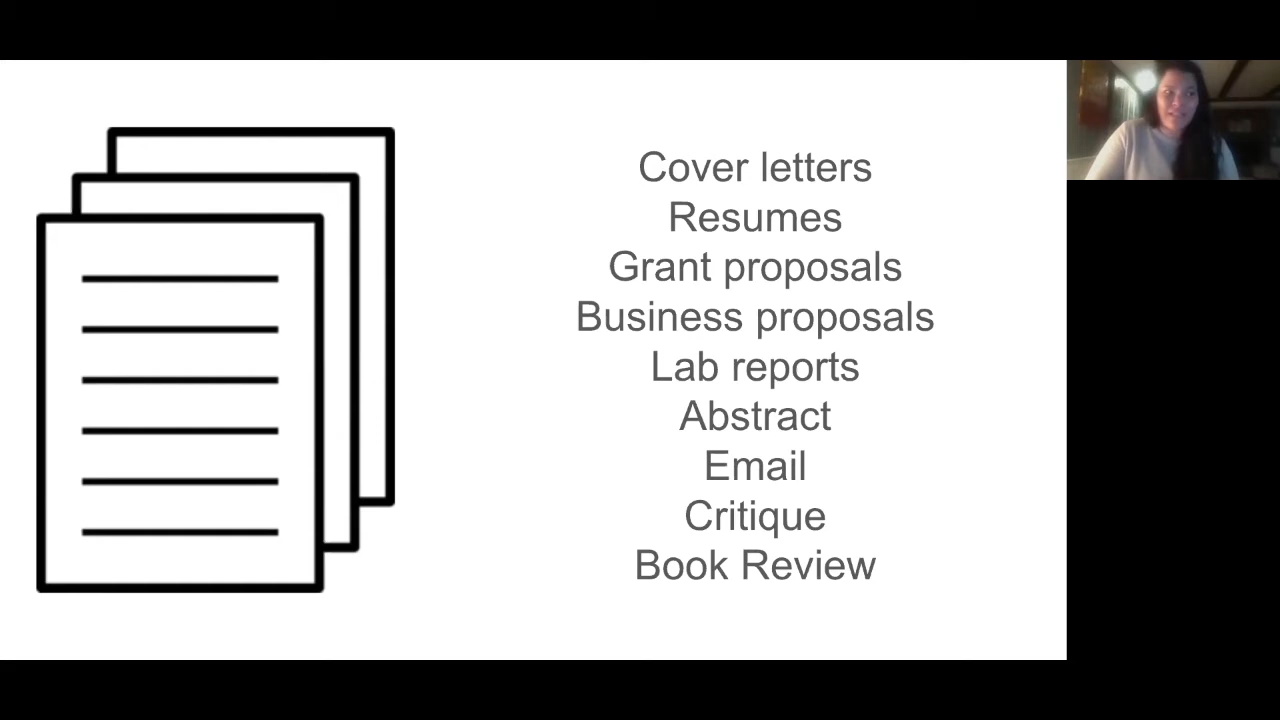 Cover letters
Resumes
Grant proposals
Business proposals
Lab reports
Abstract
Email
Critique
Book Review